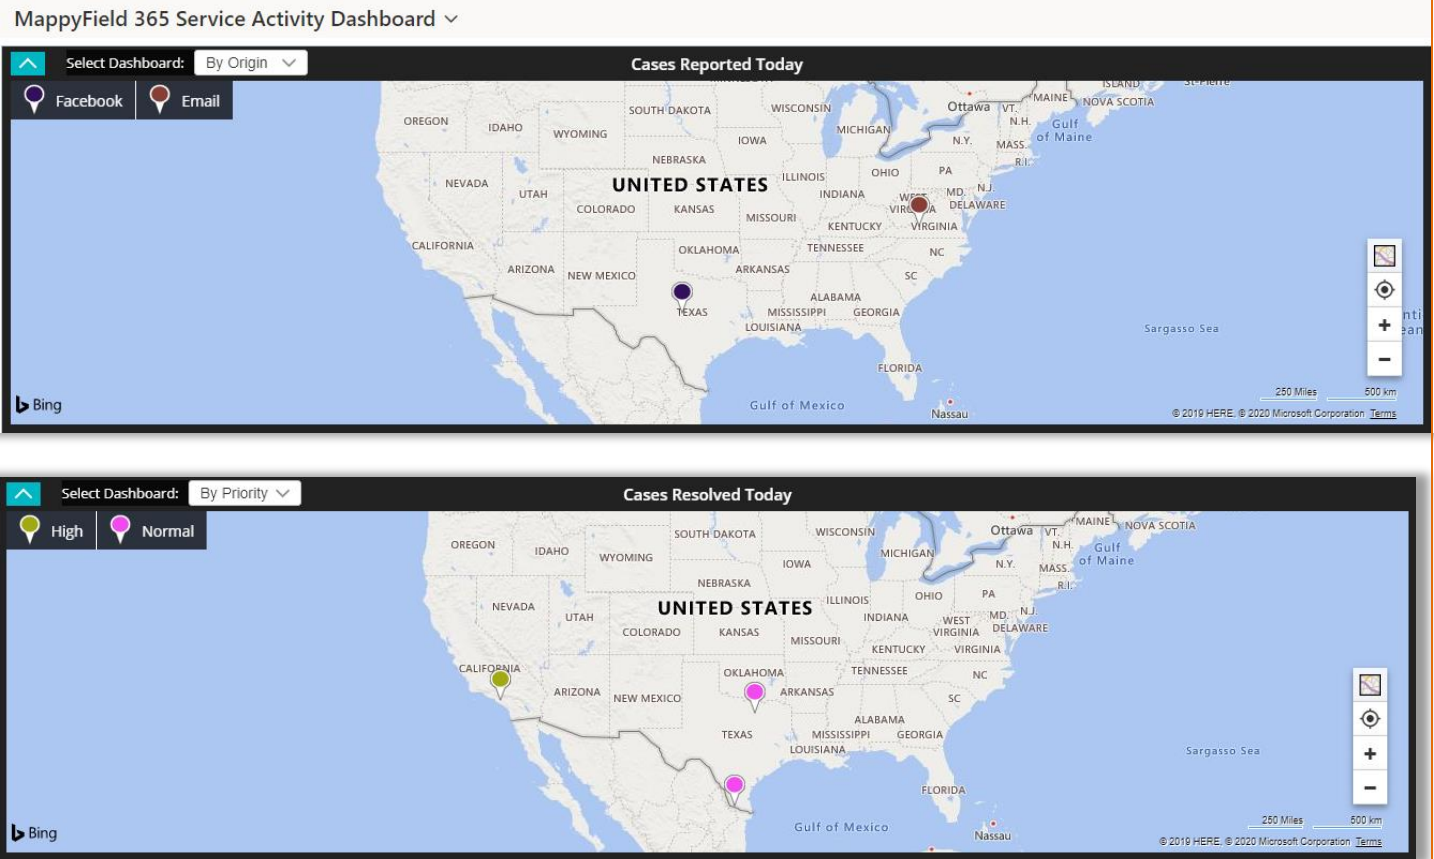 MappyField 365 Service Activity Dashboard
Select Dashboard: By Origin
Cases Reported Today
Facebook
Email
ISLAND
Ottawa
VT.
MAINE
NOVA SCOTIA
SOUTH DAKOTA
WISCONSIN
OREGON
IDAHO
WYOMING
MICHIGAN
N.H.
Gulf
of Maine
IOWA
N.Y.
MASS.
NEBRASKA
R.I.
NEVADA
UTAH
UNITED STATES
ILLINOIS
OHIO
PA
INDIANA
MD.
N.J.
DELAWARE
COLORADO
KANSAS
MISSOURI
KENTUCKY
VIRGINIA
CALIFORNIA
OKLAHOMA
TENNESSEE
NC
ARIZONA
NEW MEXICO
ARKANSAS
SC
ALABAMA
TEXAS
MISSISSIPPI
GEORGIA
LOUISIANA
Sargasso Sea
FLORIDA
Gulf of Mexico
Nassau
250 Miles
500 km
Bing
© 2019 HERE, © 2020 Microsoft Corporation Terms
Select Dashboard: By Priority
Cases Resolved Today
High
Normal
Ottawa
VT.
MAINE
NOVA SCOTIA
SOUTH DAKOTA
WISCONSIN
OREGON
IDAHO
WYOMING
MICHIGAN
N.H.
Gulf
of Maine
IOWA
N.Y.
MASS.
NEBRASKA
R.I.
NEVADA
UTAH
UNITED STATES
ILLINOIS
OHIO
PA
INDIANA
WEST
VIRGINIA
MD.
N.J.
DELAWARE
COLORADO
KANSAS
MISSOURI
KENTUCKY
VIRGINIA
CALIFORNIA
OKLAHOMA
TENNESSEE
NC
ARIZONA
NEW MEXICO
ARKANSAS
SC
ALABAMA
TEXAS
MISSISSIPPI
GEORGIA
LOUISIANA
Sargasso Sea
FLORIDA
Gulf of Mexico
Nassau
250 Miles
500 km
Bing
© 2019 HERE, © 2020 Microsoft Corporation Terms